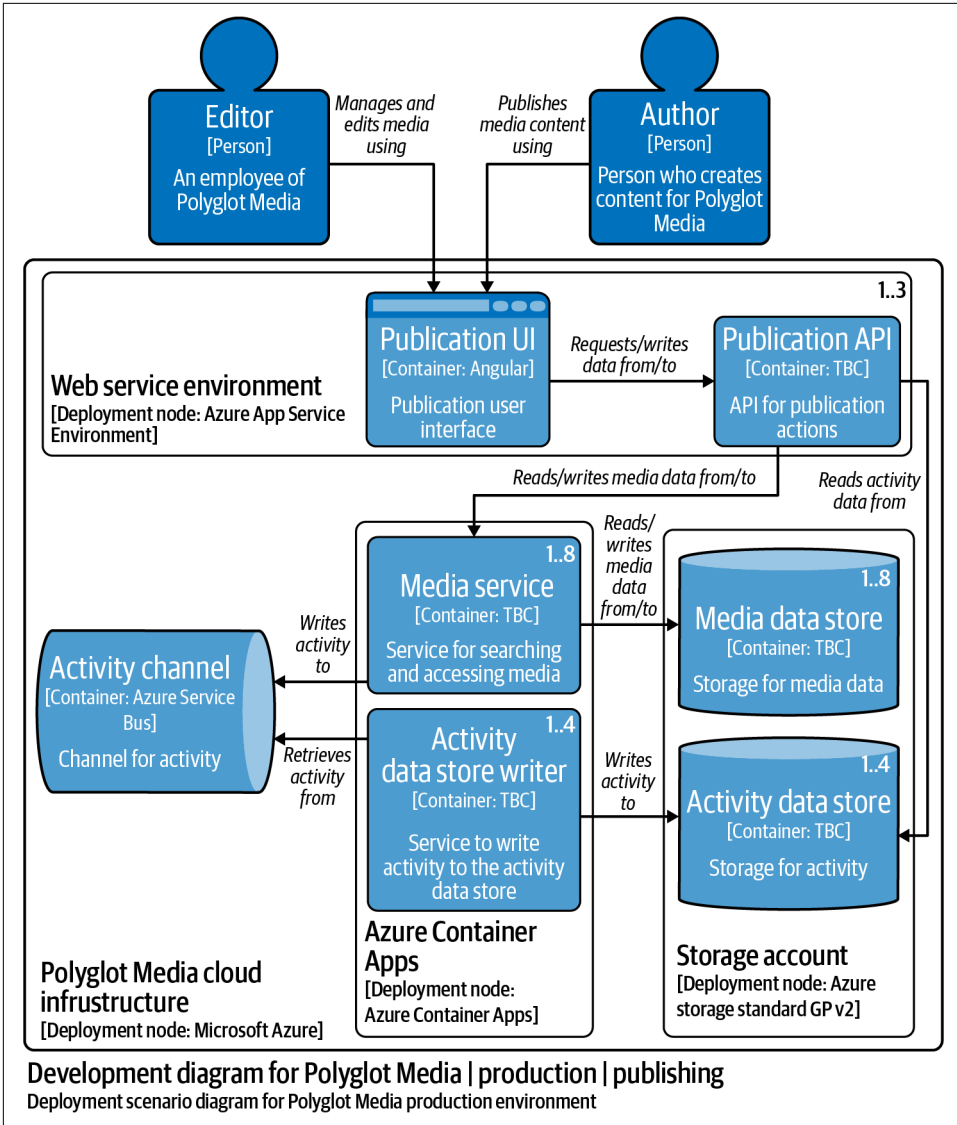 Editor
[Person]
An employee of
Polyglot Media
Manages and
edits media
using
Publishes
media content
using
Author
[Person]
Person who creates
content for Polyglot
Media
1..3
Publication UI
[Container: Angular]
Publication user
interface
Requests/writes
data from/to
Publication API
[Container: TBC]
API for publication
actions
Web service environment
[Deployment node: Azure App Service
Environment]
Reads/writes media data from/to
Reads activity
data from
1..8
Media service
[Container: TBC]
Service for searching
and accessing media
Reads/
writes
media
data
from/to
1..8
Media data store
[Container: TBC]
Storage for media data
Writes
activity
to
Activity channel
[Container: Azure Service
Bus]
Channel for activity
Retrieves
activity
from
1..4
Activity
data store writer
[Container: TBC]
Service to write
activity to the activity
data store
Writes
activity
to
1..4
Activity data store
[Container: TBC]
Storage for activity
Azure Container
Apps
[Deployment node:
Azure Container Apps]
Storage account
[Deployment node: Azure
storage standard GP v2]
Polyglot Media cloud
infrustructure
[Deployment node: Microsoft Azure]
Development diagram for Polyglot Media | production | publishing
Deployment scenario diagram for Polyglot Media production environment